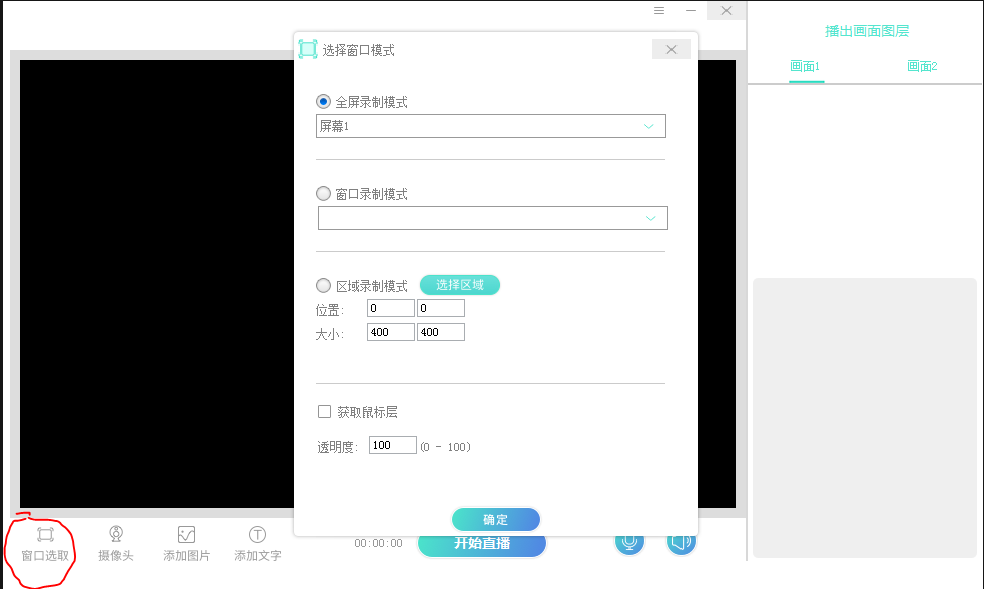 播出画面图层
画面1
画面2
选择窗口模式
全屏录制模式
屏幕1
窗口录制模式
区域录制模式
选择区域
位置:
0
0
大小:
400
400
获取鼠标层
透明度:
100
(0 - 100)
确定
窗口选取
摄像头
添加图片
添加文字
00:00:00
开始直播